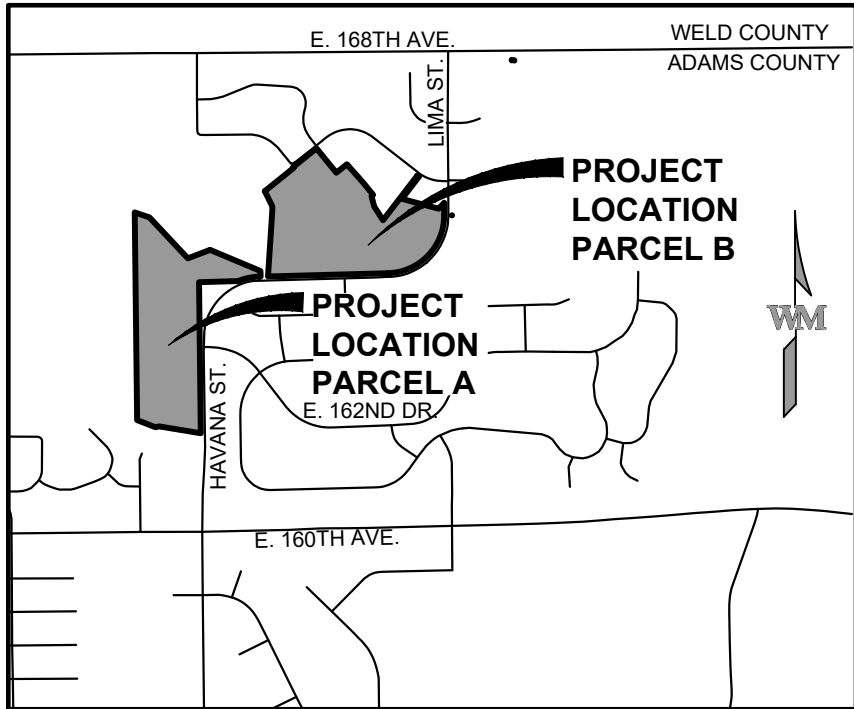 E. 168TH AVE.
WELD COUNTY
ADAMS COUNTY
LIMA ST.
PROJECT
LOCATION
PARCEL B
WM
PROJECT
LOCATION
PARCEL A
HAVANA ST.
E. 162ND DR.
E. 160TH AVE.